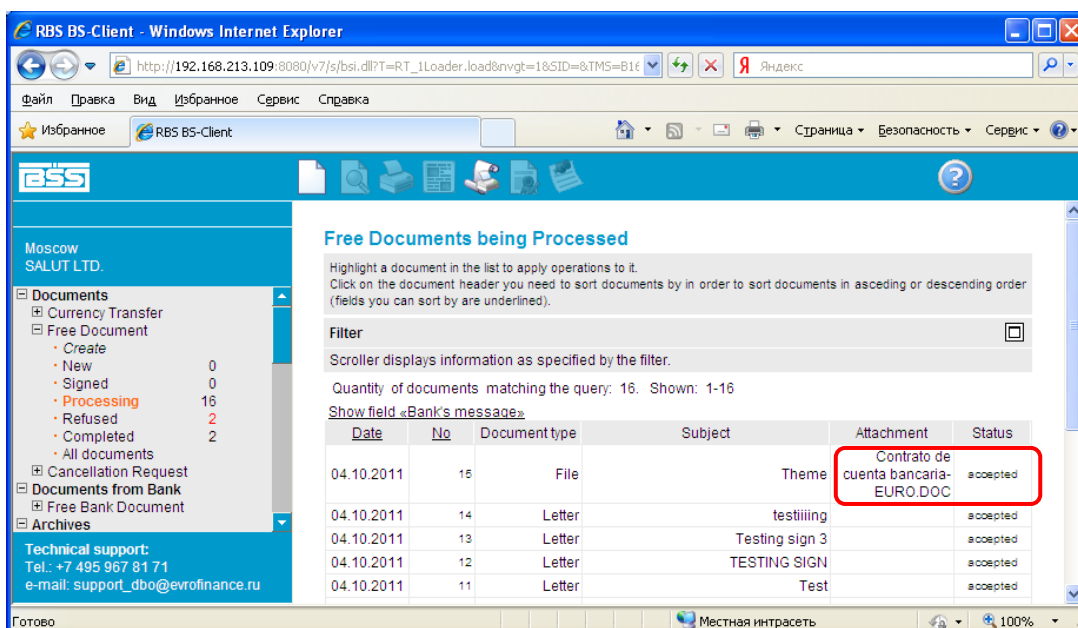 RBS BS-Client - Windows Internet Explorer
http://192.168.213.109:8080/v7/s/bsi.dll?T=RT_1Loader.load&nvgt=1&SID=&TMS=B16
Яндекс
Файл Правка Вид Избранное Сервис Справка
Избранное RBS BS-Client Страница Безопасность Сервис
BSS
Moscow
SALUT LTD.
Documents
Currency Transfer
Free Document
Create
New 0
Signed 0
Processing 16
Refused 2
Completed 2
All documents
Cancellation Request
Documents from Bank
Free Bank Document
Archives
Technical support:
Tel.: +7 495 967 81 71
e-mail: support_dbo@evrofinance.ru
Free Documents being Processed
Highlight a document in the list to apply operations to it.
Click on the document header you need to sort documents by in order to sort documents in asceding or descending order
(fields you can sort by are underlined).
Filter
Scroller displays information as specified by the filter.
Quantity of documents matching the query: 16. Shown: 1-16
Show field «Bank's message»
Date No Document type Subject Attachment Status
04.10.2011 15 File Theme Contrato de cuenta bancaria-EURO.DOC accepted
04.10.2011 14 Letter testiiiing accepted
04.10.2011 13 Letter Testing sign 3 accepted
04.10.2011 12 Letter TESTING SIGN accepted
04.10.2011 11 Letter Test accepted
Готово Местная интрасеть 100%